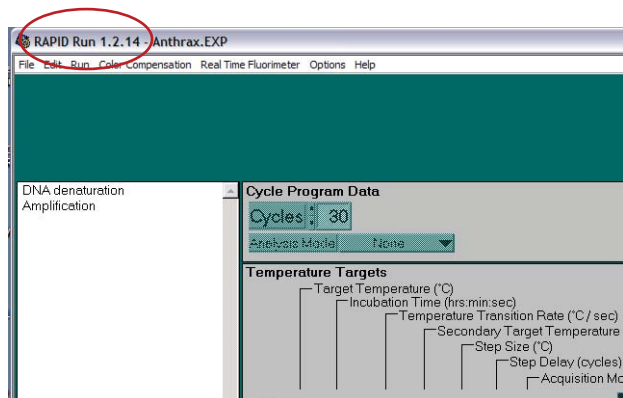 RAPID Run 1.2.14 - Anthrax.EXP
File Edit Run Color Compensation Real Time Fluorimeter Options Help
DNA denaturation
Amplification
Cycle Program Data
Cycles : 30
Analysis Mode None
Temperature Targets
Target Temperature (°C)
Incubation Time (hrs:min:sec)
Temperature Transition Rate (°C / sec)
Secondary Target Temperature
Step Size (°C)
Step Delay (cycles)
Acquisition Mo